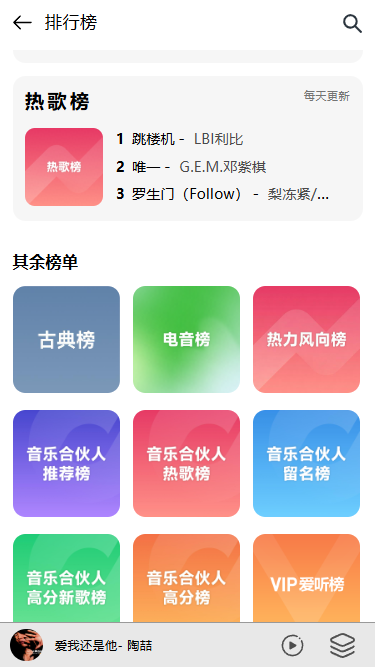 排行榜
热歌榜
每天更新
热歌榜
1 跳楼机 - LBI利比
2 唯一 - G.E.M.邓紫棋
3 罗生门（Follow） - 梨冻紧/...
其余榜单
古典榜
电音榜
热力风向榜
音乐合伙人
推荐榜
音乐合伙人
热歌榜
音乐合伙人
留名榜
音乐合伙人
高分新歌榜
音乐合伙人
高分榜
VIP爱听榜
爱我还是他- 陶喆